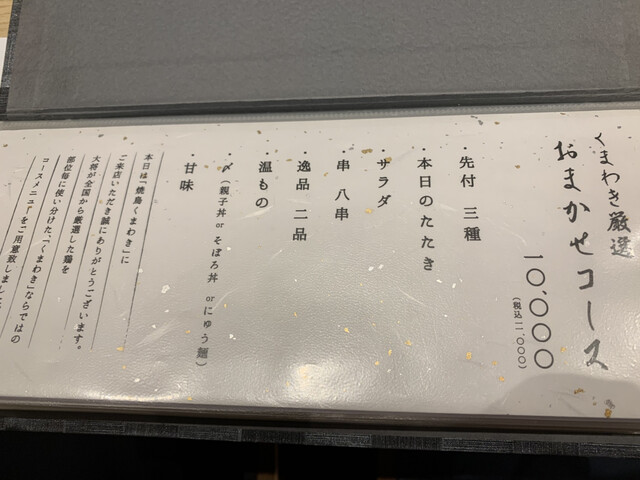 くまわき厳選
おまかせコース
10,000
(税込 一一,〇〇〇)
・先付 三種
・本日のたたき
・サラダ
・串 八串
・逸品 二品
・温もの
・〆(親子丼 or そぼろ丼 or にゅう麺)
・甘味
本日は「焼鳥くまわき」に
ご来店いただき誠にありがとうございます。
大将が全国から厳選した鶏を
部位毎に使い分けた、「くまわき」ならではの
コースメニューをご用意致しまし